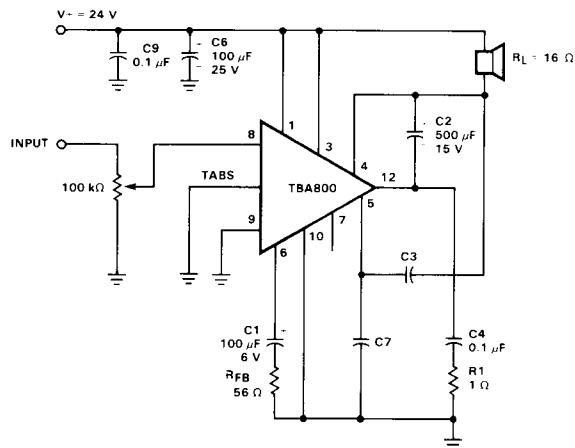 V+ = 24 V
C9
0.1 μF
+ C6
100 μF
25 V
RL = 16 Ω
INPUT
100 kΩ
8
TABS
9
1
3
4
TBA800
12
5
7
10
6
C2
500 μF
15 V
C3
C1 +
100 μF
6 V
RFB
56 Ω
C7
C4
0.1 μF
R1
1 Ω